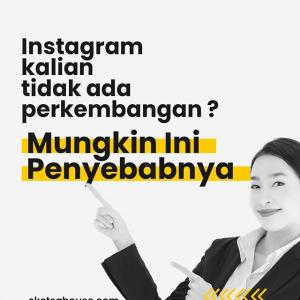 Instagram
kalian
tidak ada
perkembangan ?
Mungkin Ini
Penyebabnya